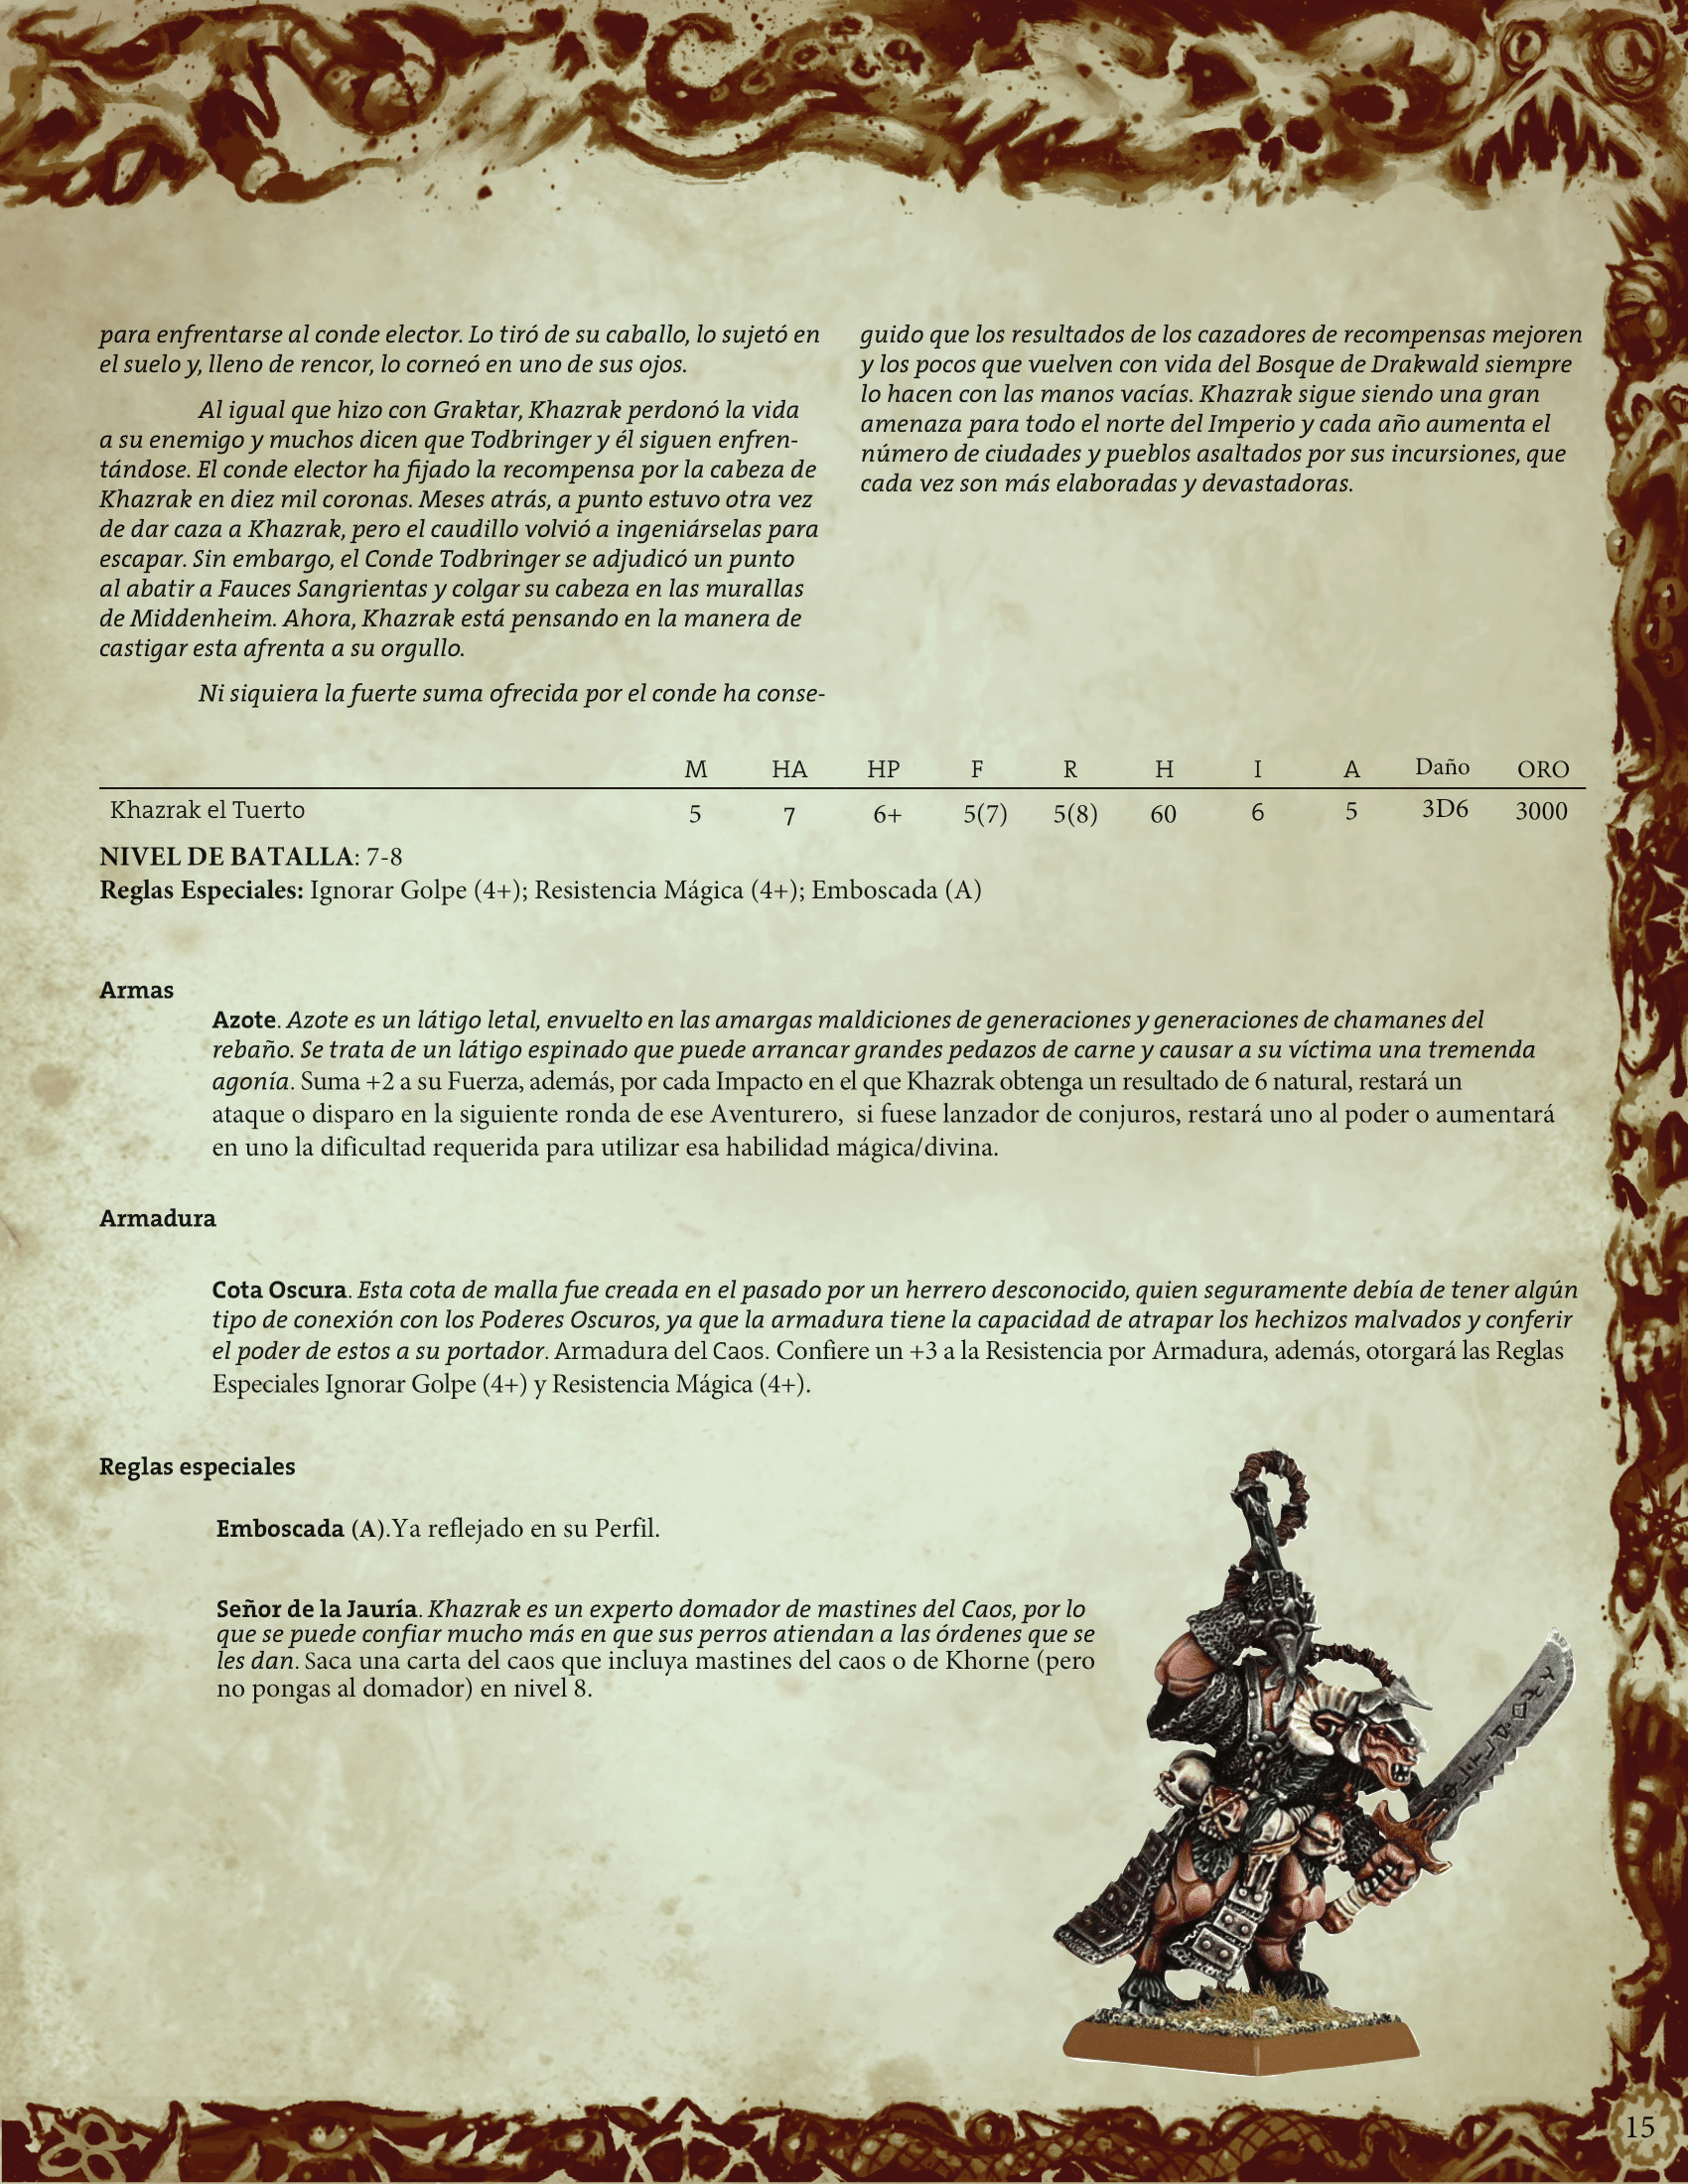 para enfrentarse al conde elector. Lo tiró de su caballo, lo sujetó en
el suelo y, lleno de rencor, lo corneó en uno de sus ojos.
Al igual que hizo con Graktar, Khazrak perdonó la vida
a su enemigo y muchos dicen que Todbringer y él siguen enfren-
tándose. El conde elector ha fijado la recompensa por la cabeza de
Khazrak en diez mil coronas. Meses atrás, a punto estuvo otra vez
de dar caza a Khazrak, pero el caudillo volvió a ingeniárselas para
escapar. Sin embargo, el Conde Todbringer se adjudicó un punto
al abatir a Fauces Sangrientas y colgar su cabeza en las murallas
de Middenheim. Ahora, Khazrak está pensando en la manera de
castigar esta afrenta a su orgullo.
Ni siquiera la fuerte suma ofrecida por el conde ha conse-
guido que los resultados de los cazadores de recompensas mejoren
y los pocos que vuelven con vida del Bosque de Drakwald siempre
lo hacen con las manos vacías. Khazrak sigue siendo una gran
amenaza para todo el norte del Imperio y cada año aumenta el
número de ciudades y pueblos asaltados por sus incursiones, que
cada vez son más elaboradas y devastadoras.
M HA HP F R H I A Daño ORO
Khazrak el Tuerto 5 7 6+ 5(7) 5(8) 60 6 5 3D6 3000
NIVEL DE BATALLA: 7-8
Reglas Especiales: Ignorar Golpe (4+); Resistencia Mágica (4+); Emboscada (A)
Armas
Azote. Azote es un látigo letal, envuelto en las amargas maldiciones de generaciones y generaciones de chamanes del
rebaño. Se trata de un látigo espinado que puede arrancar grandes pedazos de carne y causar a su víctima una tremenda
agonía. Suma +2 a su Fuerza, además, por cada Impacto en el que Khazrak obtenga un resultado de 6 natural, restará un
ataque o disparo en la siguiente ronda de ese Aventurero,  si fuese lanzador de conjuros, restará uno al poder o aumentará
en uno la dificultad requerida para utilizar esa habilidad mágica/divina.
Armadura
Cota Oscura. Esta cota de malla fue creada en el pasado por un herrero desconocido, quien seguramente debía de tener algún
tipo de conexión con los Poderes Oscuros, ya que la armadura tiene la capacidad de atrapar los hechizos malvados y conferir
el poder de estos a su portador. Armadura del Caos. Confiere un +3 a la Resistencia por Armadura, además, otorgará las Reglas
Especiales Ignorar Golpe (4+) y Resistencia Mágica (4+).
Reglas especiales
Emboscada (A).Ya reflejado en su Perfil.
Señor de la Jauría. Khazrak es un experto domador de mastines del Caos, por lo
que se puede confiar mucho más en que sus perros atiendan a las órdenes que se
les dan. Saca una carta del caos que incluya mastines del caos o de Khorne (pero
no pongas al domador) en nivel 8.
15